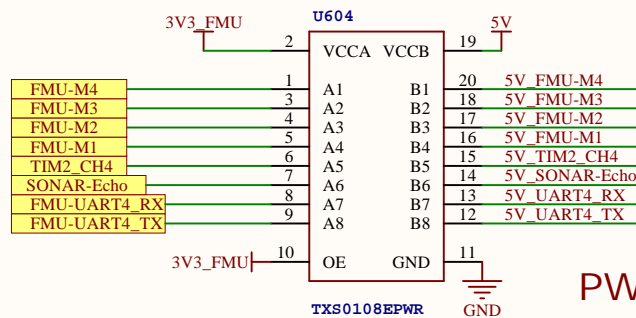 U604
3V3_FMU 5V
2 VCCA VCCB 19
FMU-M4 1 A1 B1 20 5V_FMU-M4
FMU-M3 3 A2 B2 18 5V_FMU-M3
FMU-M2 4 A3 B3 17 5V_FMU-M2
FMU-M1 5 A4 B4 16 5V_FMU-M1
TIM2_CH4 6 A5 B5 15 5V_TIM2_CH4
SONAR-Echo 7 A6 B6 14 5V_SONAR-Echo
FMU-UART4_RX 8 A7 B7 13 5V_UART4_RX
FMU-UART4_TX 9 A8 B8 12 5V_UART4_TX
3V3_FMU 10 OE GND 11
PW
TXS0108EPWR GND